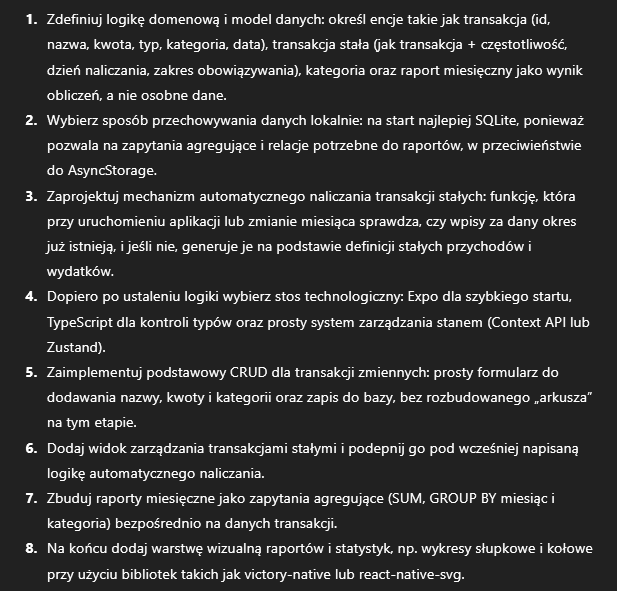 1. Zdefiniuj logikę domenową i model danych: określ encje takie jak transakcja (id,
nazwa, kwota, typ, kategoria, data), transakcja stała (jak transakcja + częstotliwość,
dzień naliczania, zakres obowiązywania), kategoria oraz raport miesięczny jako wynik
obliczeń, a nie osobne dane.
2. Wybierz sposób przechowywania danych lokalnie: na start najlepiej SQLite, ponieważ
pozwala na zapytania agregujące i relacje potrzebne do raportów, w przeciwieństwie
do AsyncStorage.
3. Zaprojektuj mechanizm automatycznego naliczania transakcji stałych: funkcję, która
przy uruchomieniu aplikacji lub zmianie miesiąca sprawdza, czy wpisy za dany okres
już istnieją, i jeśli nie, generuje je na podstawie definicji stałych przychodów i
wydatków.
4. Dopiero po ustaleniu logiki wybierz stos technologiczny: Expo dla szybkiego startu,
TypeScript dla kontroli typów oraz prosty system zarządzania stanem (Context API lub
Zustand).
5. Zaimplementuj podstawowy CRUD dla transakcji zmiennych: prosty formularz do
dodawania nazwy, kwoty i kategorii oraz zapis do bazy, bez rozbudowanego „arkusza”
na tym etapie.
6. Dodaj widok zarządzania transakcjami stałymi i podepnij go pod wcześniej napisaną
logikę automatycznego naliczania.
7. Zbuduj raporty miesięczne jako zapytania agregujące (SUM, GROUP BY miesiąc i
kategoria) bezpośrednio na danych transakcji.
8. Na końcu dodaj warstwę wizualną raportów i statystyk, np. wykresy słupkowe i kołowe
przy użyciu bibliotek takich jak victory-native lub react-native-svg.